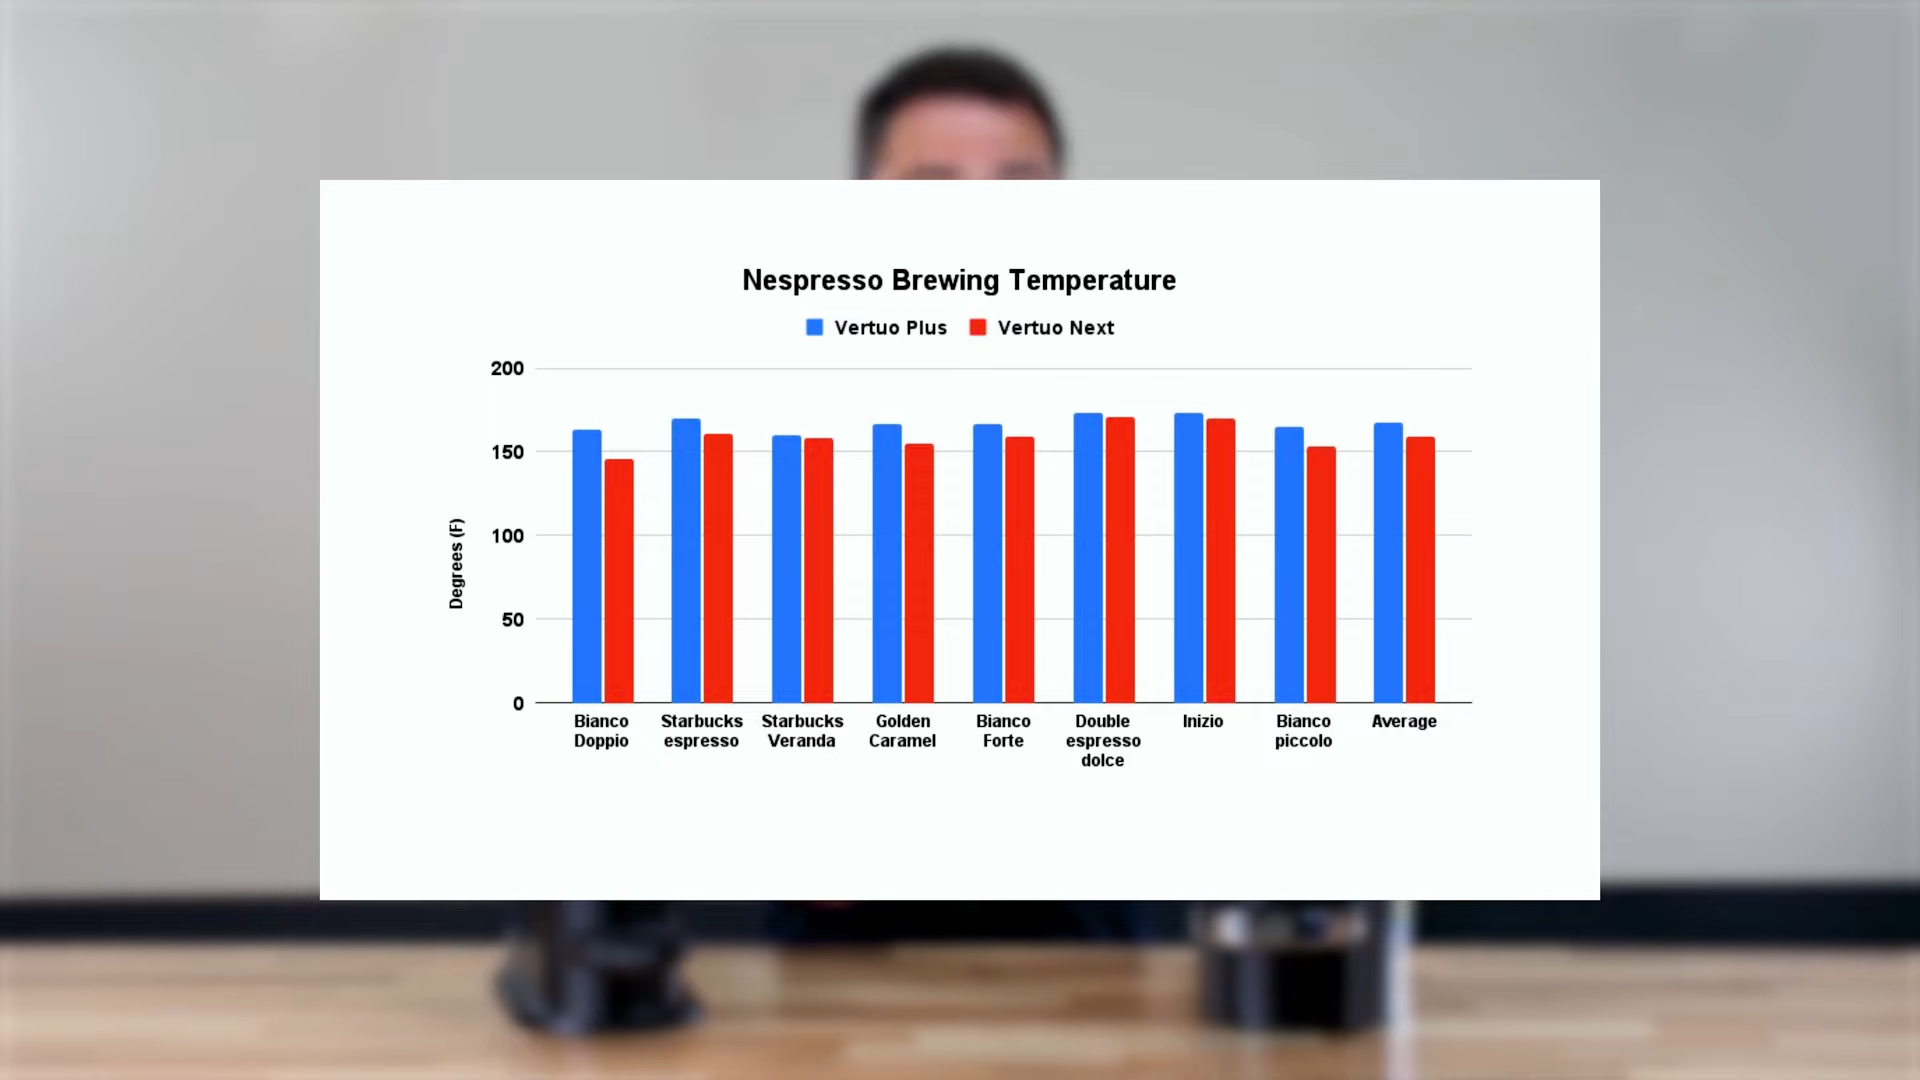 Nespresso Brewing Temperature
Vertuo Plus Vertuo Next
200
150
100
50
0
Degrees (F)
Bianco Doppio
Starbucks espresso
Starbucks Veranda
Golden Caramel
Bianco Forte
Double espresso dolce
Inizio
Bianco piccolo
Average